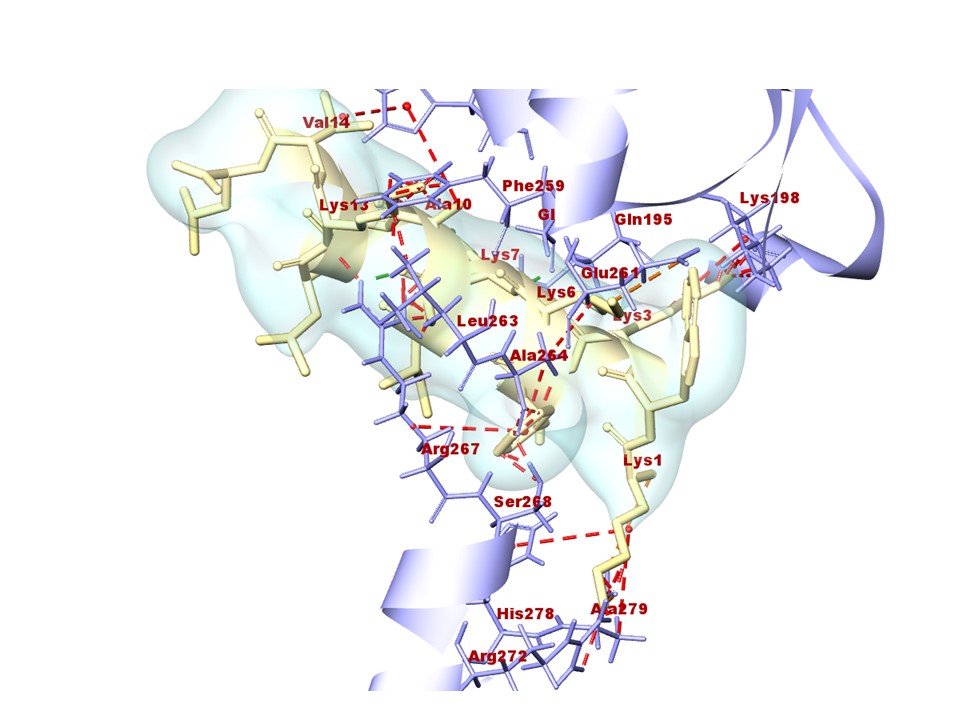 Val14
Phe259
Lys13
Ala10
Gl
Gln195
Lys198
Lys7
Glu261
Lys6
Lys3
Leu263
Ala264
Arg267
Lys1
Ser268
His278
Ala279
Arg272